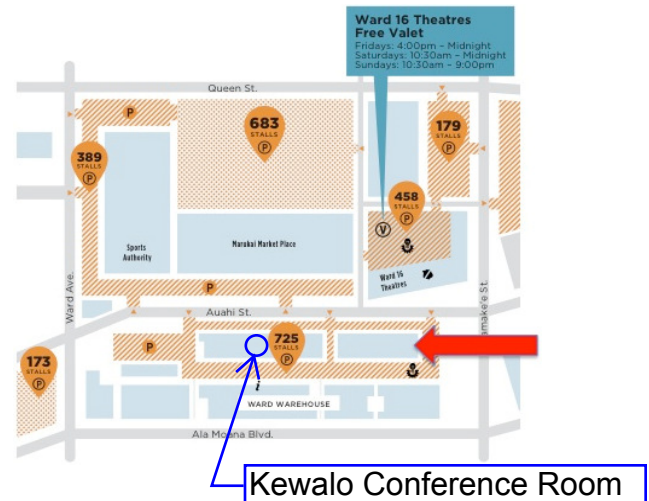 Ward 16 Theatres
Free Valet
Fridays: 4:00pm – Midnight
Saturdays: 10:30am – Midnight
Sundays: 10:30am – 9:00pm
Queen St.
P
683
STALLS
P
179
STALLS
P
389
STALLS
P
458
STALLS
P
V
Sports
Authority
Marukai Market Place
Ward 16
Theatres
Ward Ave.
P
amake'e St.
Auahi St.
P
725
STALLS
P
173
STALLS
P
i
WARD WAREHOUSE
Ala Moana Blvd.
Kewalo Conference Room